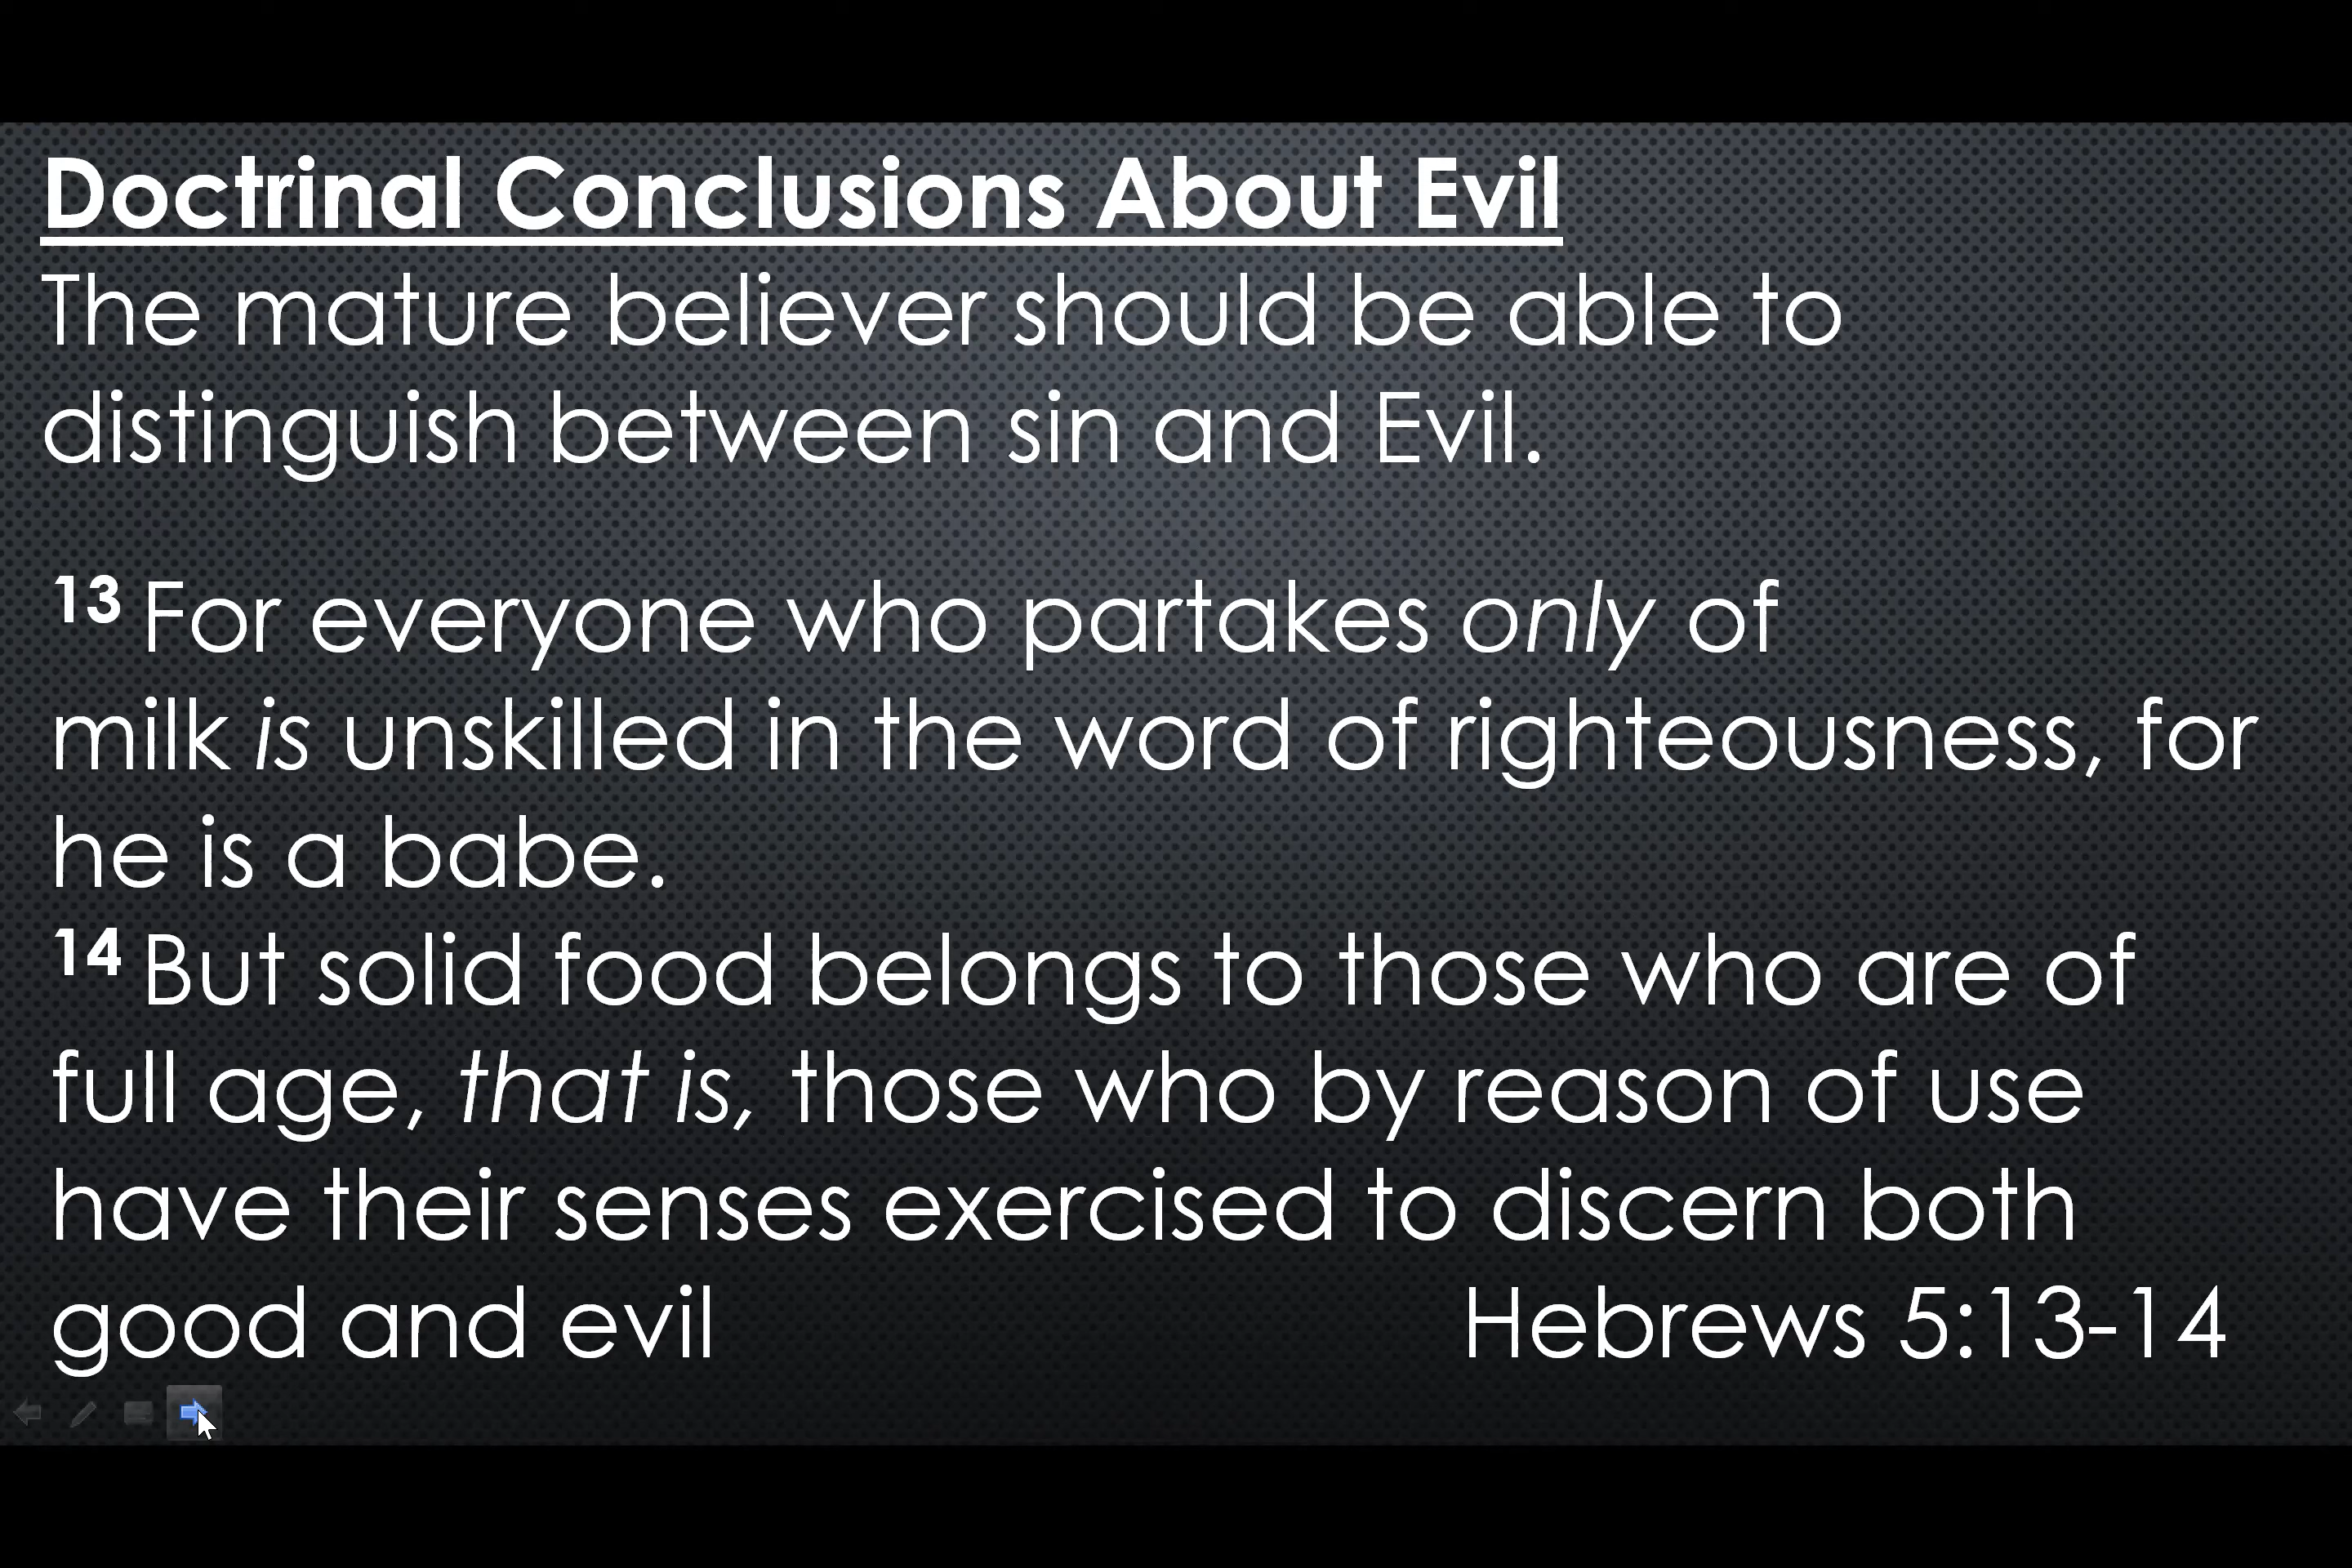 Doctrinal Conclusions About Evil
The mature believer should be able to
distinguish between sin and Evil.
13 For everyone who partakes only of
milk is unskilled in the word of righteousness, for
he is a babe.
14 But solid food belongs to those who are of
full age, that is, those who by reason of use
have their senses exercised to discern both
good and evil Hebrews 5:13-14